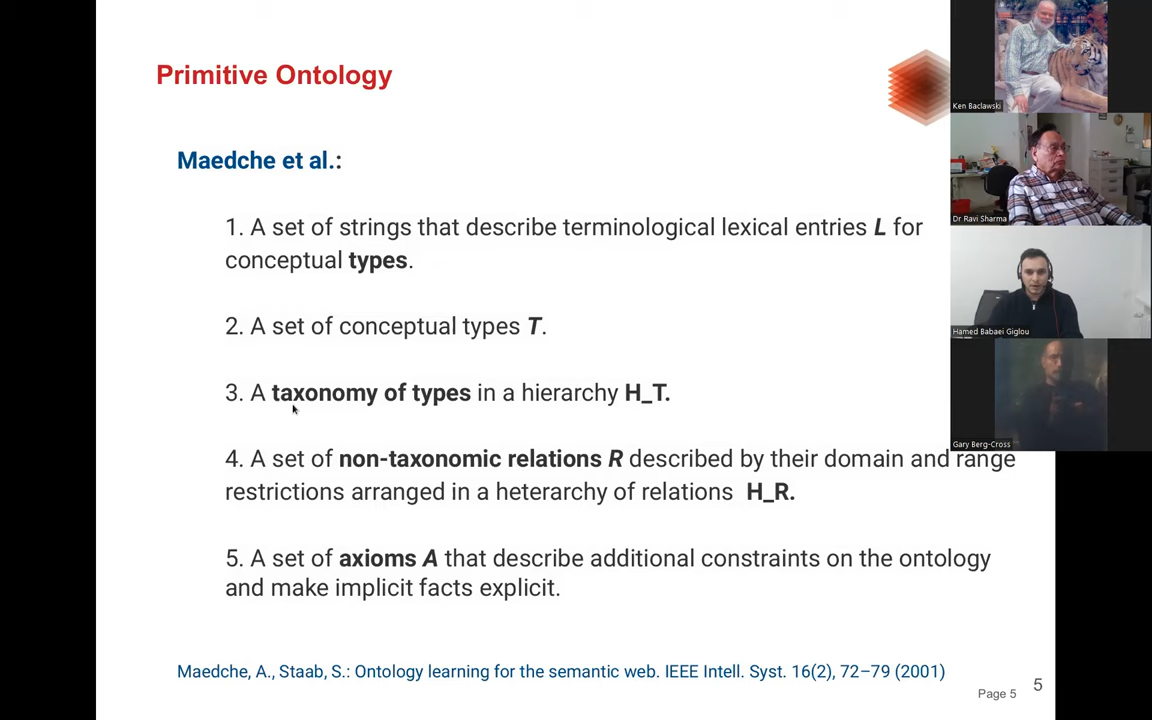 Primitive Ontology
Maedche et al.:
1. A set of strings that describe terminological lexical entries L for
conceptual types.
2. A set of conceptual types T.
3. A taxonomy of types in a hierarchy H_T.
4. A set of non-taxonomic relations R described by their domain and range
restrictions arranged in a heterarchy of relations H_R.
5. A set of axioms A that describe additional constraints on the ontology
and make implicit facts explicit.
Maedche, A., Staab, S.: Ontology learning for the semantic web. IEEE Intell. Syst. 16(2), 72–79 (2001)
Page 5
5
Ken Baclawski
Dr Ravi Sharma
Hamed Babaei Giglou
Gary Berg-Cross